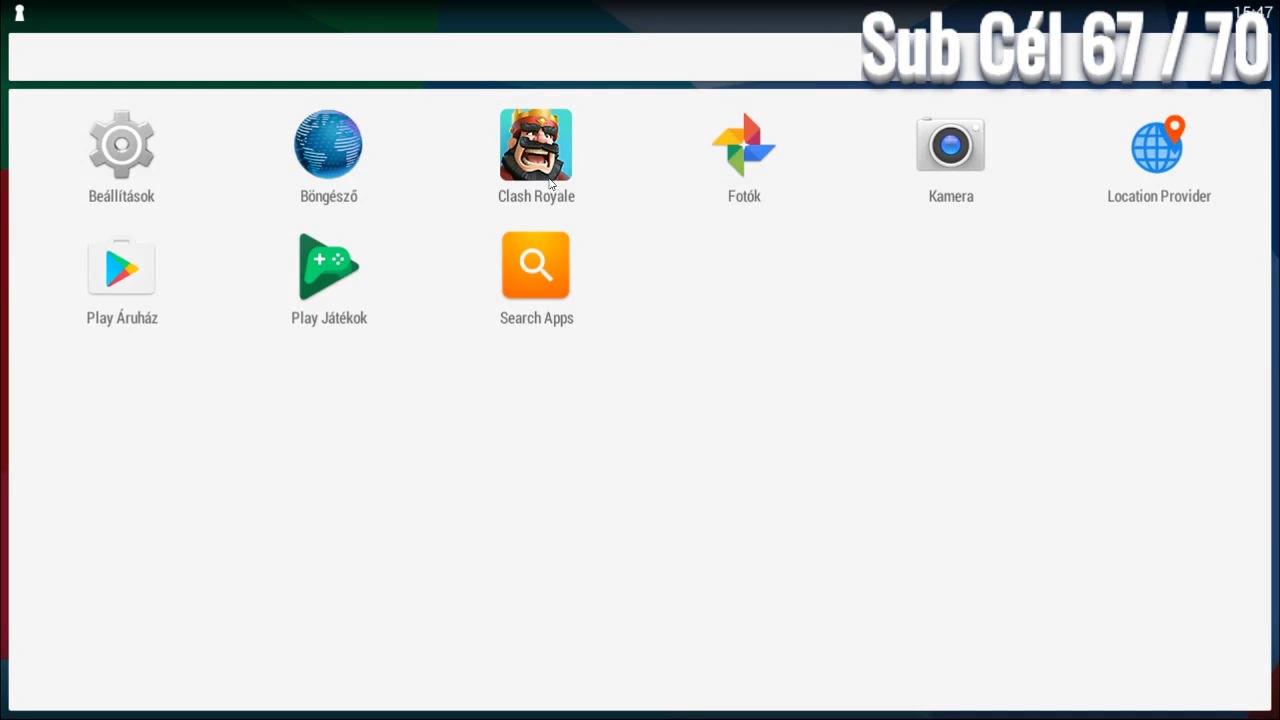 15:47
Sub Cél 67 / 70
Beállítások
Böngésző
Clash Royale
Fotók
Kamera
Location Provider
Play Áruház
Play Játékok
Search Apps